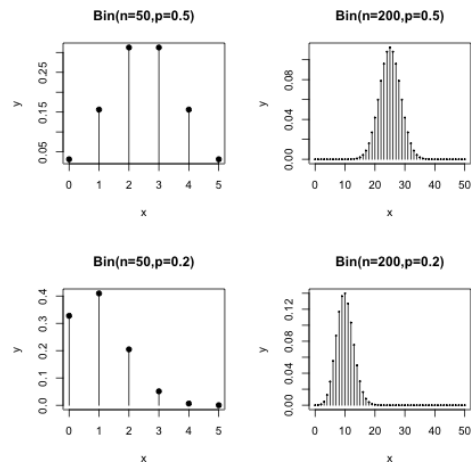 Bin(n=50,p=0.5)
y
0.05 0.15 0.25
0 1 2 3 4 5
x
Bin(n=200,p=0.5)
y
0.00 0.04 0.08
0 10 20 30 40 50
x
Bin(n=50,p=0.2)
y
0.0 0.1 0.2 0.3 0.4
0 1 2 3 4 5
x
Bin(n=200,p=0.2)
y
0.00 0.04 0.08 0.12
0 10 20 30 40 50
x